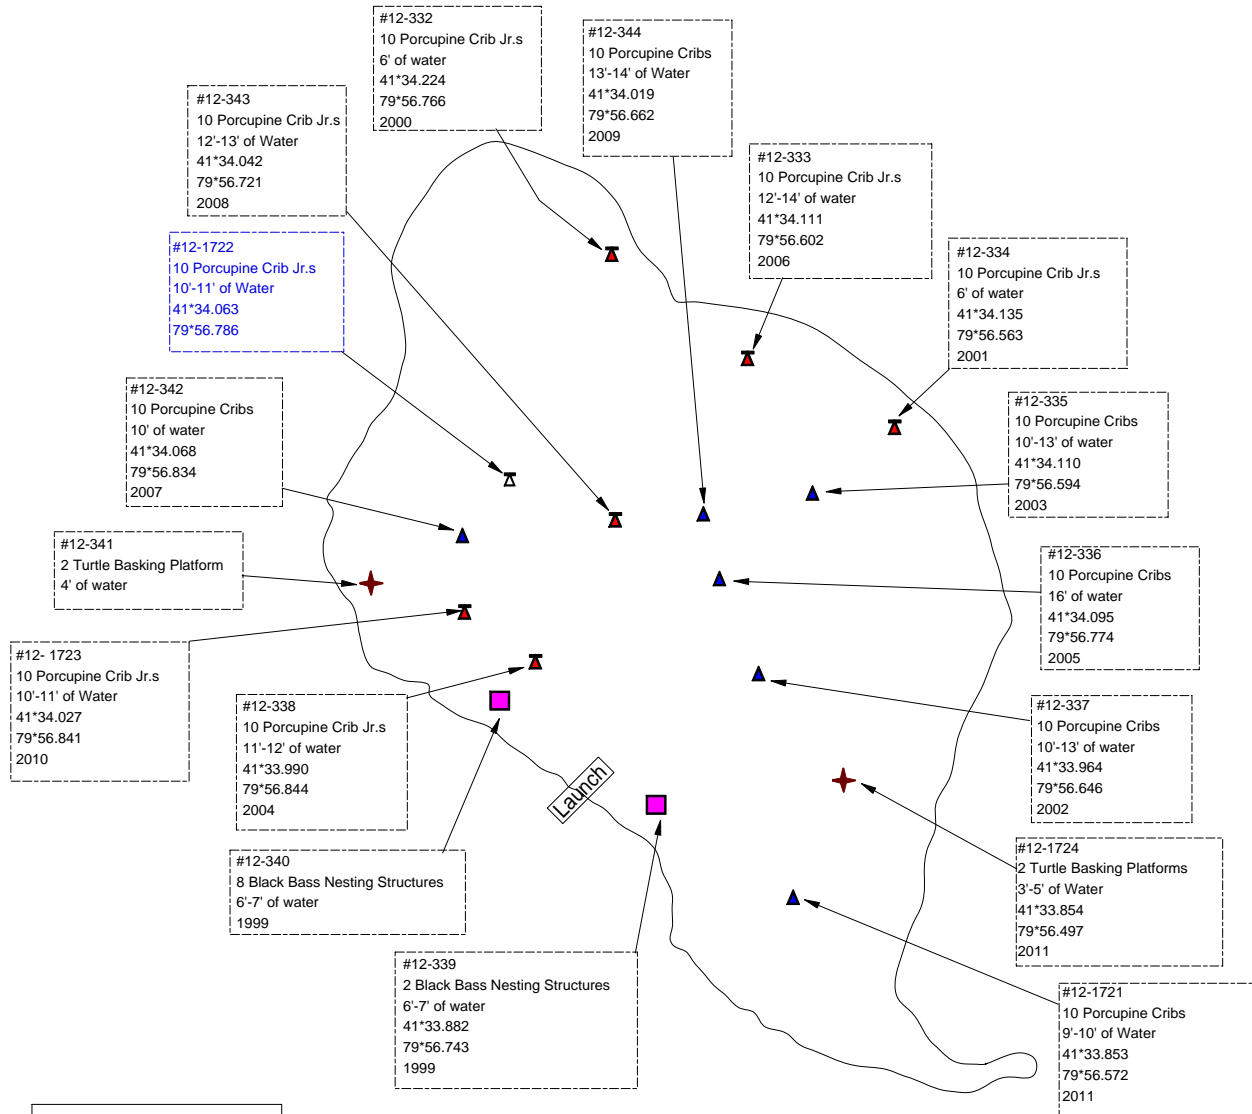 #12-332
10 Porcupine Crib Jr.s
6' of water
41*34.224
79*56.766
2000
#12-344
10 Porcupine Cribs
13'-14' of Water
41*34.019
79*56.662
2009
#12-343
10 Porcupine Crib Jr.s
12'-13' of Water
41*34.042
79*56.721
2008
#12-333
10 Porcupine Crib Jr.s
12'-14' of water
41*34.111
79*56.602
2006
#12-1722
10 Porcupine Crib Jr.s
10'-11' of Water
41*34.063
79*56.786
#12-334
10 Porcupine Crib Jr.s
6' of water
41*34.135
79*56.563
2001
#12-342
10 Porcupine Cribs
10' of water
41*34.068
79*56.834
2007
#12-335
10 Porcupine Cribs
10'-13' of water
41*34.110
79*56.594
2003
#12-341
2 Turtle Basking Platform
4' of water
#12-336
10 Porcupine Cribs
16' of water
41*34.095
79*56.774
2005
#12- 1723
10 Porcupine Crib Jr.s
10'-11' of Water
41*34.027
79*56.841
2010
#12-338
10 Porcupine Crib Jr.s
11'-12' of water
41*33.990
79*56.844
2004
#12-337
10 Porcupine Cribs
10'-13' of water
41*33.964
79*56.646
2002
Launch
#12-340
8 Black Bass Nesting Structures
6'-7' of water
1999
#12-1724
2 Turtle Basking Platforms
3'-5' of Water
41*33.854
79*56.497
2011
#12-339
2 Black Bass Nesting Structures
6'-7' of water
41*33.882
79*56.743
1999
#12-1721
10 Porcupine Cribs
9'-10' of Water
41*33.853
79*56.572
2011